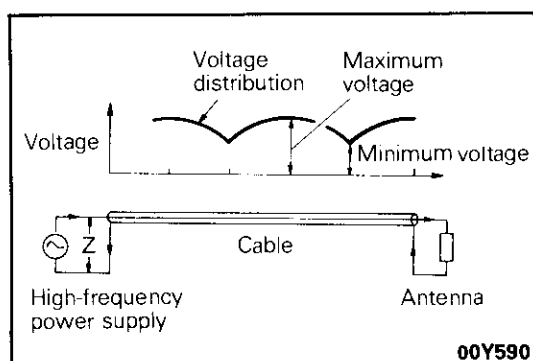 Voltage
distribution
Maximum
voltage
Voltage
Minimum voltage
Z
Cable
High-frequency
power supply
Antenna
00Y590